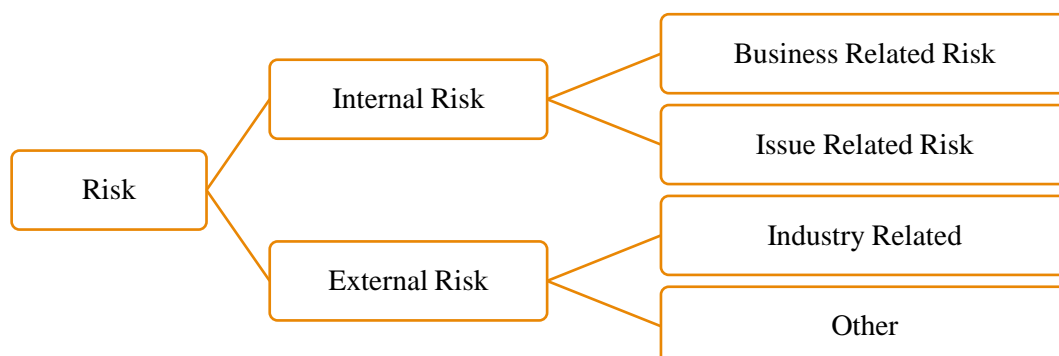 Risk
Internal Risk
Business Related Risk
Issue Related Risk
External Risk
Industry Related
Other